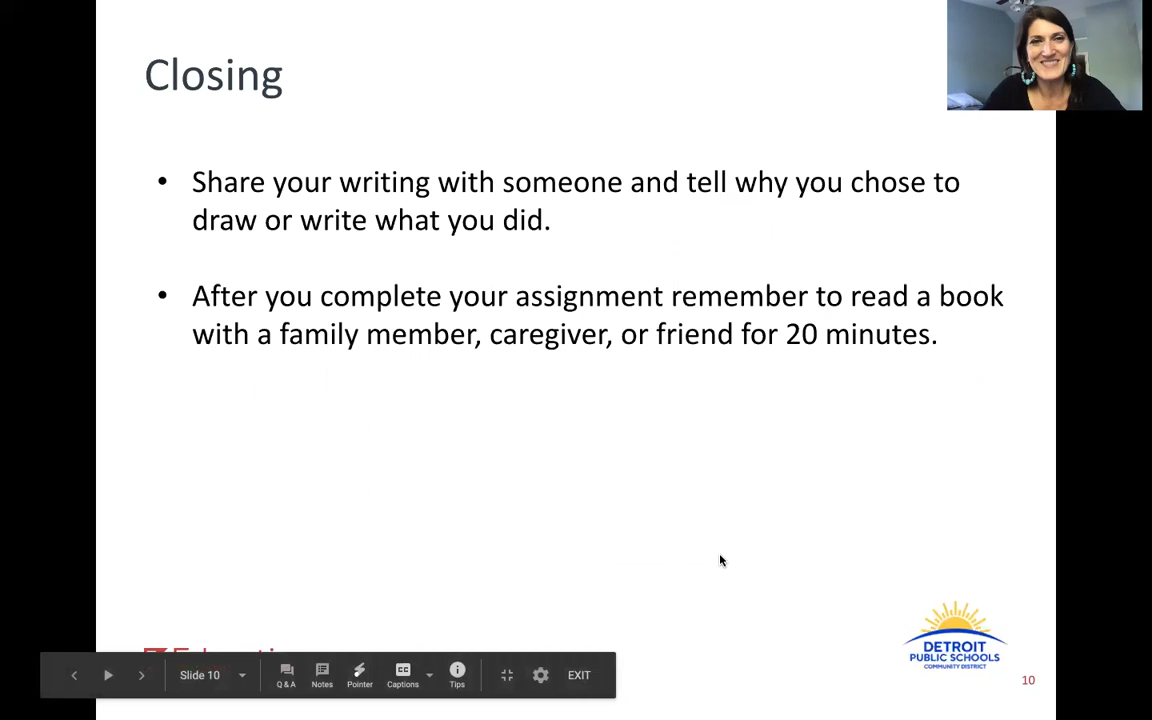 Closing
• Share your writing with someone and tell why you chose to
draw or write what you did.
• After you complete your assignment remember to read a book
with a family member, caregiver, or friend for 20 minutes.
DETROIT
PUBLIC SCHOOLS
COMMUNITY DISTRICT
Slide 10
Q & A
Notes
Pointer
CC
Captions
Tips
EXIT
10